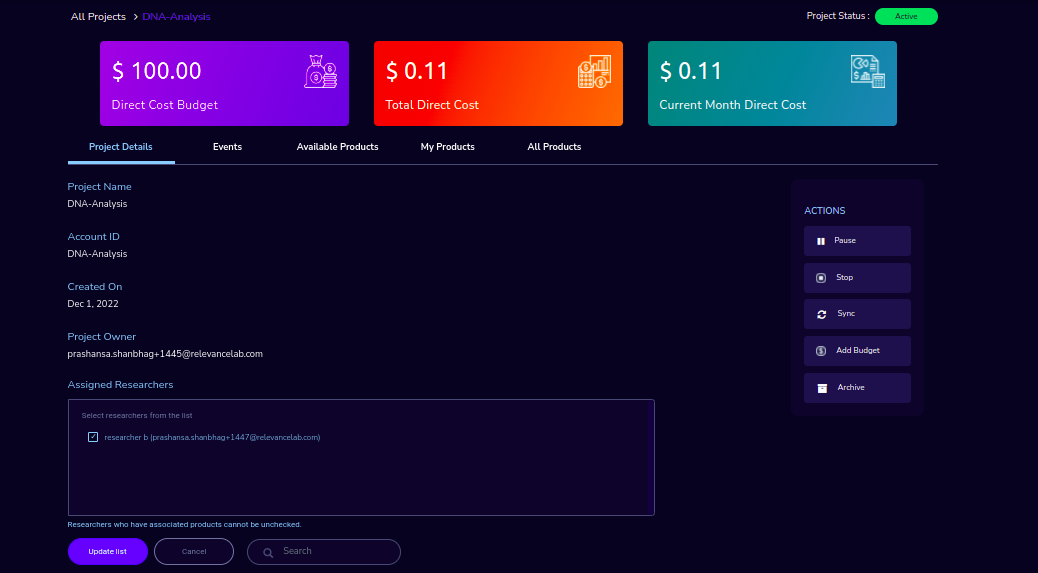 All Projects > DNA-Analysis
Project Status : Active
$ 100.00
Direct Cost Budget
$ 0.11
Total Direct Cost
$ 0.11
Current Month Direct Cost
Project Details Events Available Products My Products All Products
Project Name
DNA-Analysis
Account ID
DNA-Analysis
Created On
Dec 1, 2022
Project Owner
prashansa.shanbhag+1445@relevancelab.com
Assigned Researchers
Select researchers from the list
researcher b (prashansa.shanbhag+1447@relevancelab.com)
Researchers who have associated products cannot be unchecked.
Update list Cancel Search
ACTIONS
Pause
Stop
Sync
Add Budget
Archive